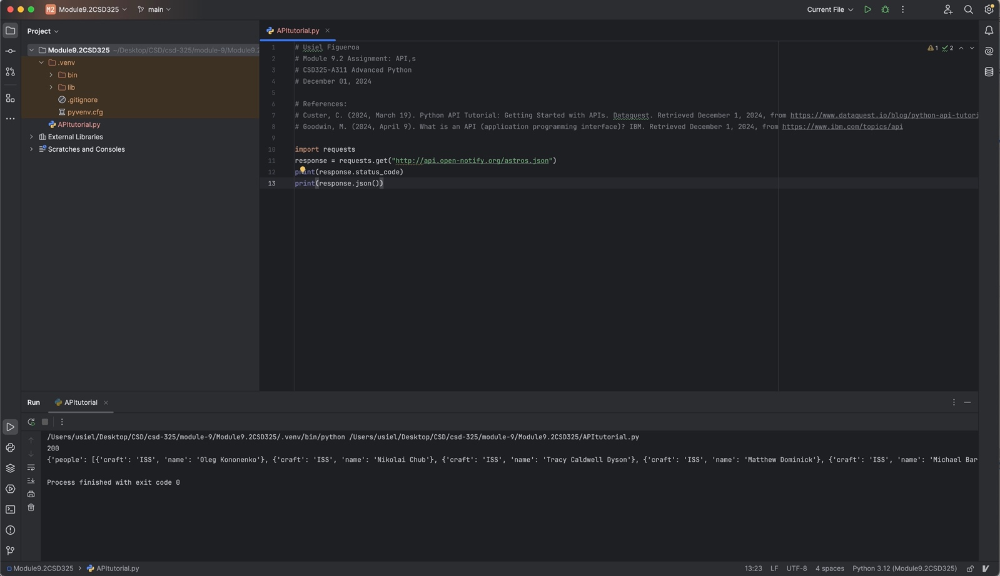 M2 Module9.2CSD325 main Current File
Project
APItutorial.py
Module9.2CSD325 ~/Desktop/CSD/csd-325/module-9/Module9.2
.venv
bin
lib
.gitignore
pyvenv.cfg
APItutorial.py
External Libraries
Scratches and Consoles
1 # Usiel Figueroa
2 # Module 9.2 Assignment: API,s
3 # CSD325-A311 Advanced Python
4 # December 01, 2024
5
6 # References:
7 # Custer, C. (2024, March 19). Python API Tutorial: Getting Started with APIs. Dataquest. Retrieved December 1, 2024, from https://www.dataquest.io/blog/python-api-tutori
8 # Goodwin, M. (2024, April 9). What is an API (application programming interface)? IBM. Retrieved December 1, 2024, from https://www.ibm.com/topics/api
9
10 import requests
11 response = requests.get("http://api.open-notify.org/astros.json")
12 print(response.status_code)
13 print(response.json())
1 2
Run APItutorial
/Users/usiel/Desktop/CSD/csd-325/module-9/Module9.2CSD325/.venv/bin/python /Users/usiel/Desktop/CSD/csd-325/module-9/Module9.2CSD325/APItutorial.py
200
{'people': [{'craft': 'ISS', 'name': 'Oleg Kononenko'}, {'craft': 'ISS', 'name': 'Nikolai Chub'}, {'craft': 'ISS', 'name': 'Tracy Caldwell Dyson'}, {'craft': 'ISS', 'name': 'Matthew Dominick'}, {'craft': 'ISS', 'name': 'Michael Bar
Process finished with exit code 0
Module9.2CSD325 > APItutorial.py 13:23 LF UTF-8 4 spaces Python 3.12 (Module9.2CSD325)